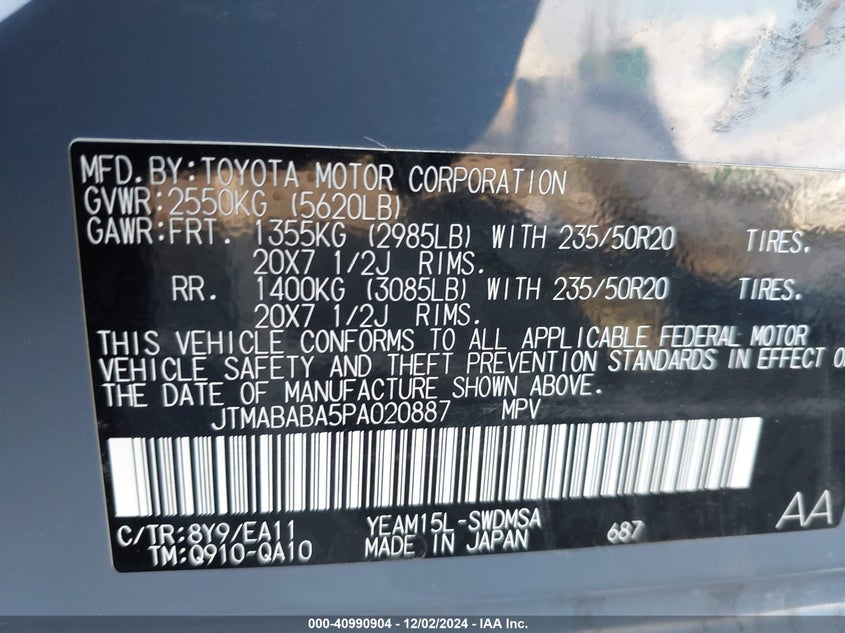 MFD.BY:TOYOTA MOTOR CORPORATION
GVWR:2550KG (5620LB)
GAWR:FRT. 1355KG (2985LB) WITH 235/50R20 TIRES.
20X7 1/2J RIMS.
RR. 1400KG (3085LB) WITH 235/50R20 TIRES.
20X7 1/2J RIMS.
THIS VEHICLE CONFORMS TO ALL APPLICABLE FEDERAL MOTOR
VEHICLE SAFETY AND THEFT PREVENTION STANDARDS IN EFFECT O
THE DATE OF MANUFACTURE SHOWN ABOVE.
JTMABABA5PA020887 MPV
C/TR:8Y9/EA11 YEAM15L-SWDMSA
TM:Q910-QA10 MADE IN JAPAN 687 AA
000-40990904 - 12/02/2024 - IAA Inc.